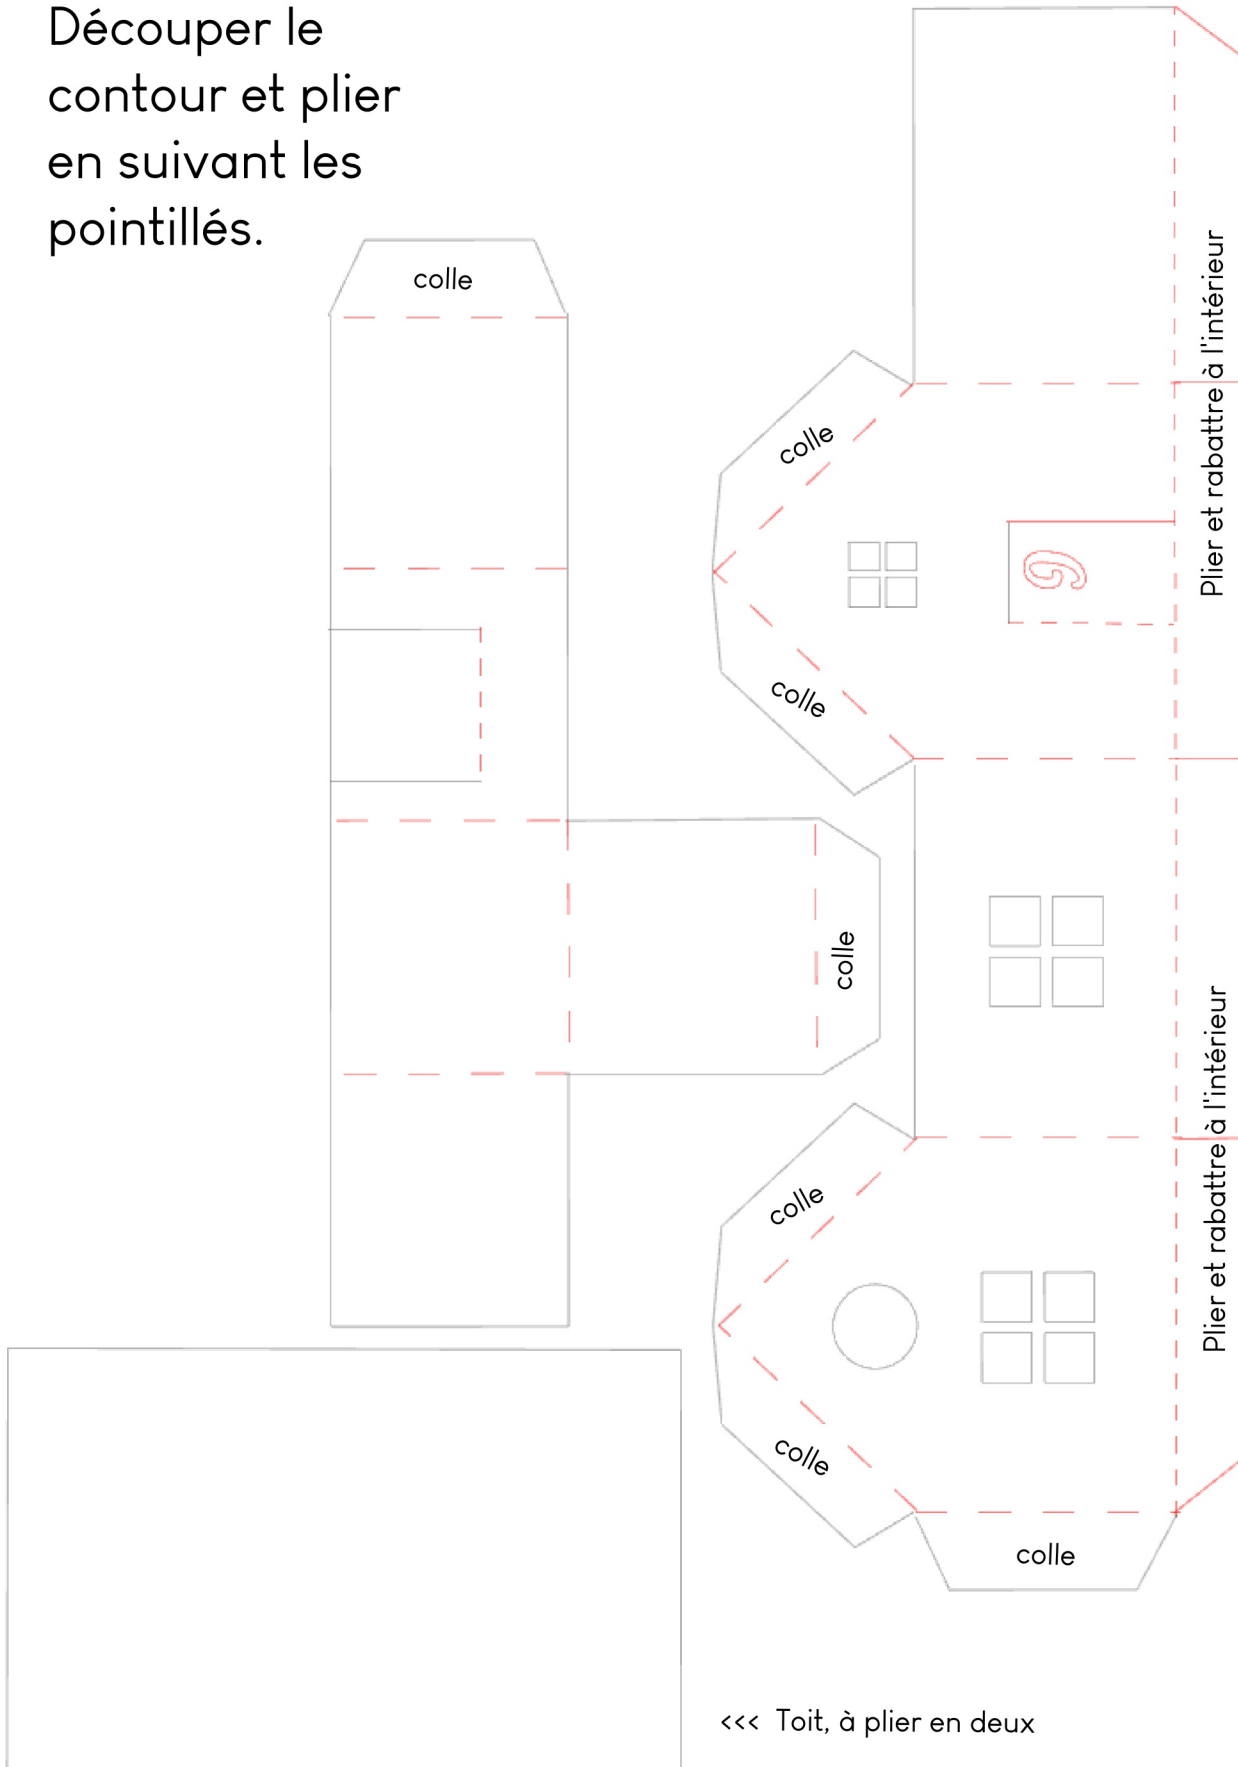 Découper le
contour et plier
en suivant les
pointillés.
colle
colle
colle
colle
colle
colle
colle
Plier et rabattre à l'intérieur
Plier et rabattre à l'intérieur
9
<<< Toit, à plier en deux